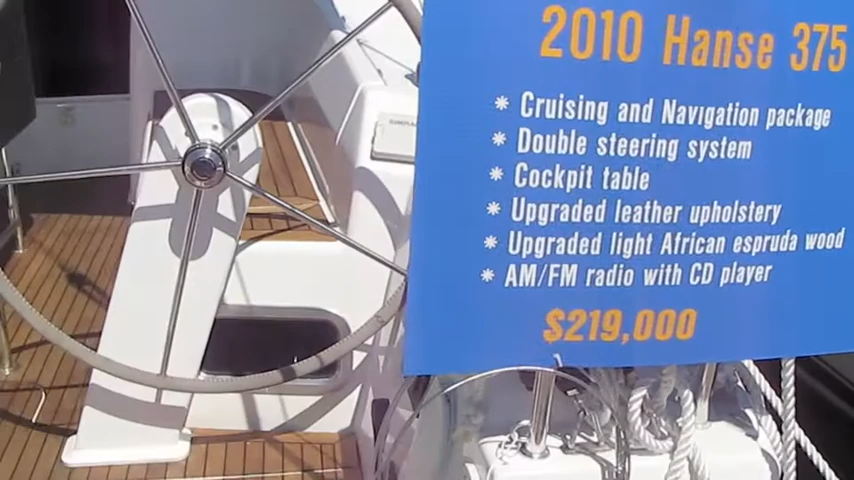 2010 Hanse 375
* Cruising and Navigation package
* Double steering system
* Cockpit table
* Upgraded leather upholstery
* Upgraded light African espruda wood
* AM/FM radio with CD player
$219,000